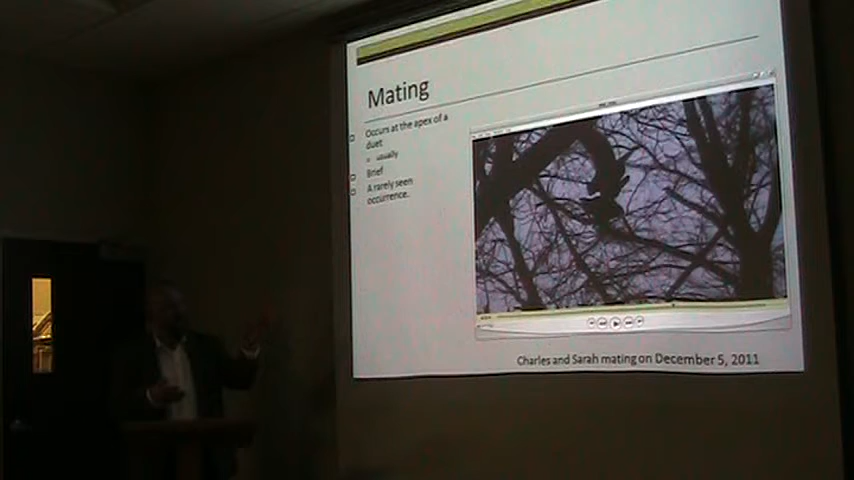 Mating
Occurs at the apex of a
duet
usually
Brief
A rarely seen
occurrence.
Charles and Sarah mating on December 5, 2011